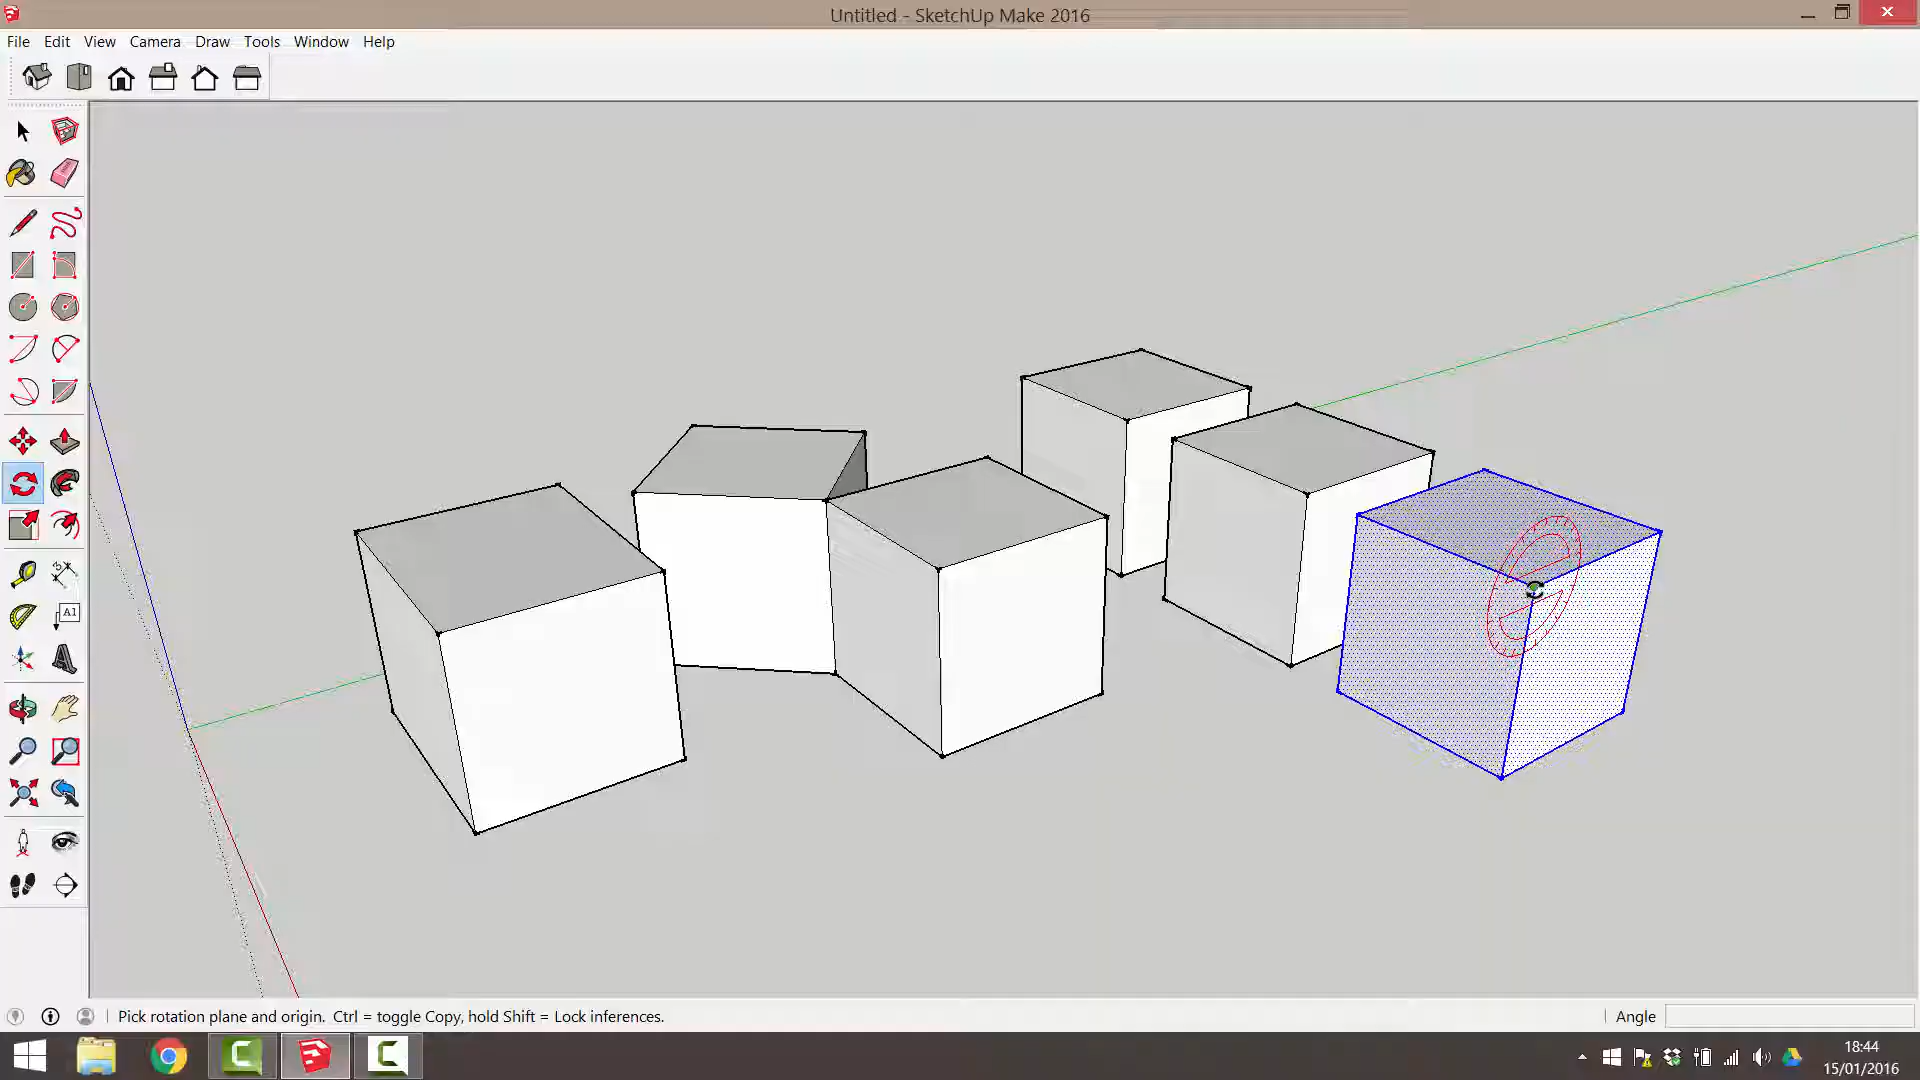 Untitled - SketchUp Make 2016
File Edit View Camera Draw Tools Window Help
A1
Pick rotation plane and origin. Ctrl = toggle Copy, hold Shift = Lock inferences.
Angle
18:44
15/01/2016